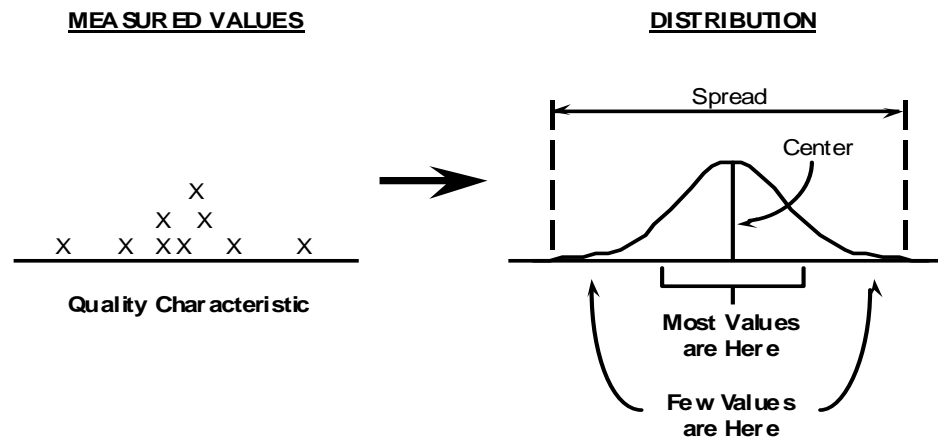 MEASURED VALUES
X
X X
X X X X X X
Quality Characteristic
DISTRIBUTION
Spread
Center
Most Values
are Here
Few Values
are Here